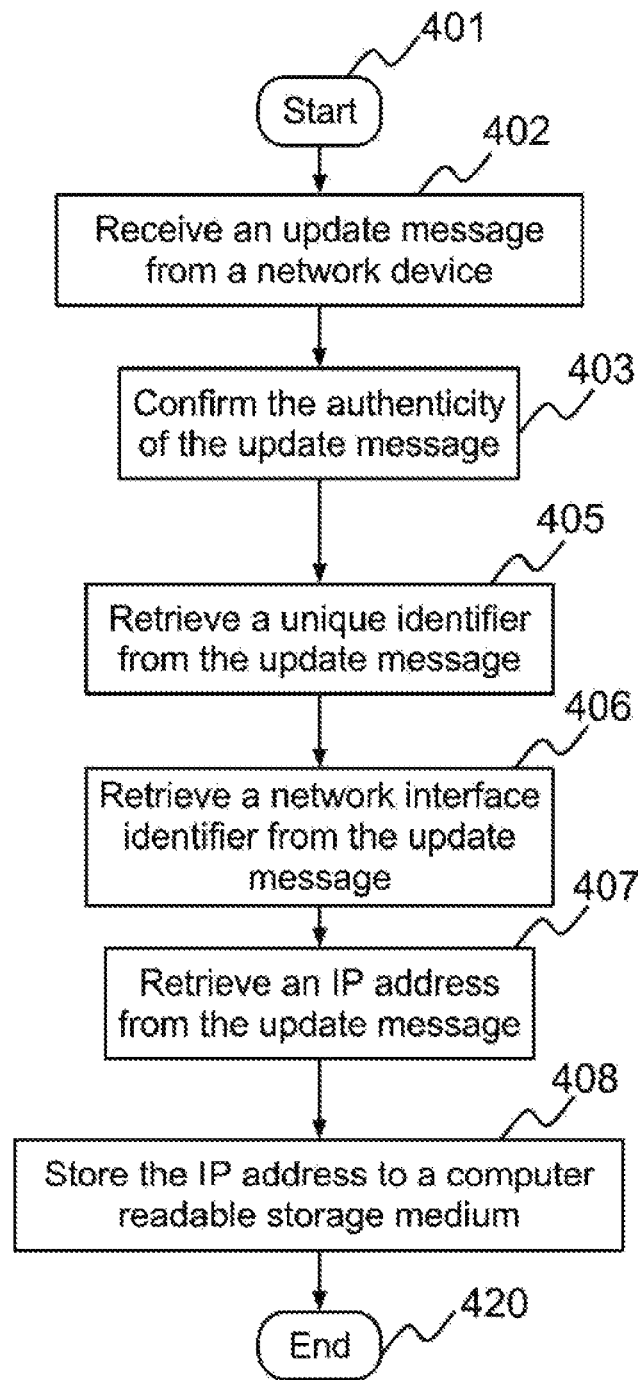 401
Start
402
Receive an update message
from a network device
403
Confirm the authenticity
of the update message
405
Retrieve a unique identifier
from the update message
406
Retrieve a network interface
identifier from the update
message
407
Retrieve an IP address
from the update message
408
Store the IP address to a computer
readable storage medium
420
End